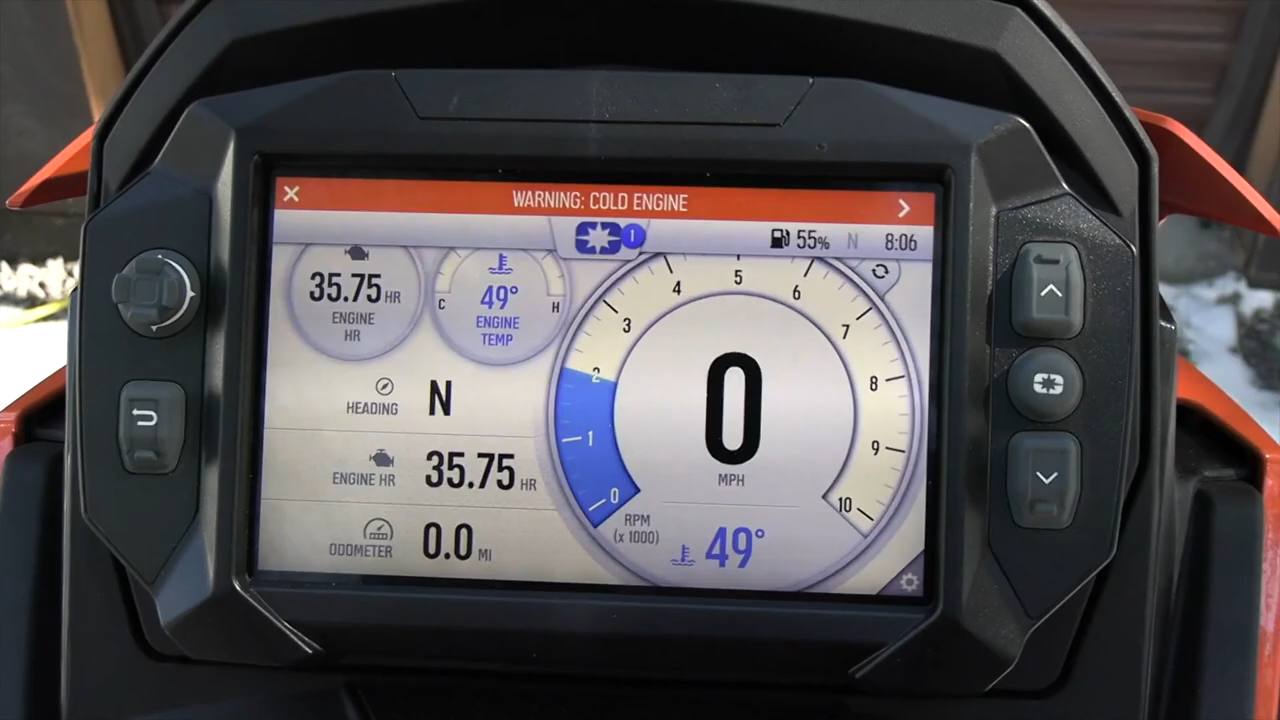 WARNING: COLD ENGINE
1
55%
N
8:06
35.75 HR
ENGINE
HR
C
H
49°
ENGINE
TEMP
HEADING N
ENGINE HR 35.75 HR
ODOMETER 0.0 MI
0
1
2
3
4
5
6
7
8
9
10
0
MPH
RPM
(x 1000)
49°